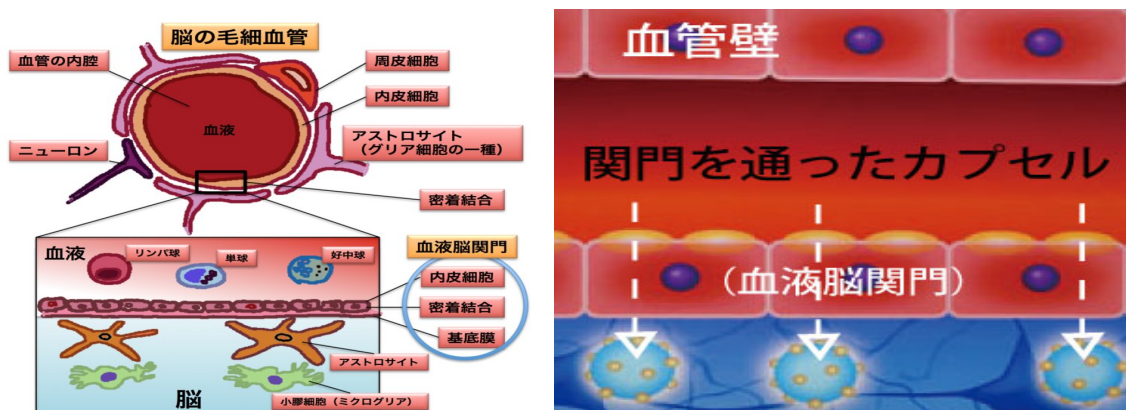 脳の毛細血管
血管の内腔
周皮細胞
内皮細胞
血液
アストロサイト
(グリア細胞の一種)
ニューロン
密着結合
血液
リンパ球
単球
好中球
血液脳関門
内皮細胞
密着結合
基底膜
アストロサイト
脳
小膠細胞(ミクログリア)
血管壁
関門を通ったカプセル
(血液脳関門)